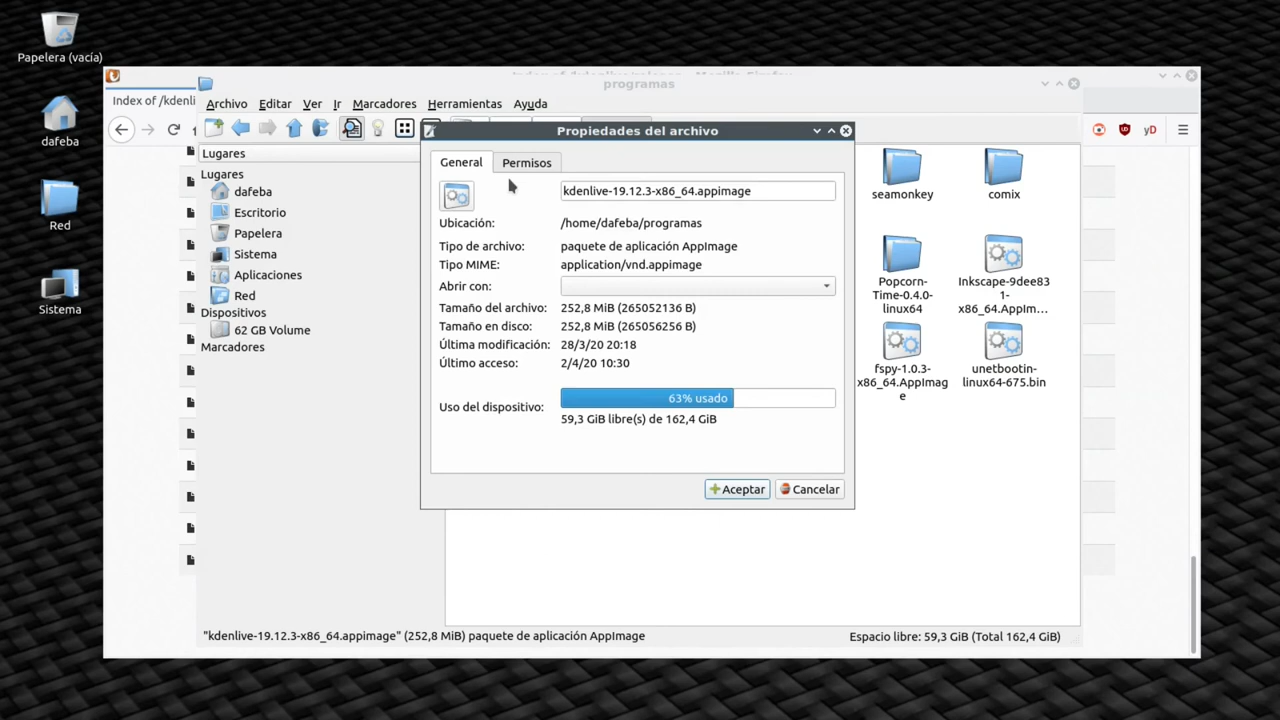 Papelera (vacía)
dafeba
Red
Sistema
Index of /kdenli
programas
Archivo Editar Ver Ir Marcadores Herramientas Ayuda
yD
Lugares
Lugares
dafeba
Escritorio
Papelera
Sistema
Aplicaciones
Red
Dispositivos
62 GB Volume
Marcadores
Propiedades del archivo
General Permisos
kdenlive-19.12.3-x86_64.appimage
Ubicación: /home/dafeba/programas
Tipo de archivo: paquete de aplicación AppImage
Tipo MIME: application/vnd.appimage
Abrir con:
Tamaño del archivo: 252,8 MiB (265052136 B)
Tamaño en disco: 252,8 MiB (265056256 B)
Última modificación: 28/3/20 20:18
Último acceso: 2/4/20 10:30
Uso del dispositivo: 63% usado
59,3 GiB libre(s) de 162,4 GiB
Aceptar Cancelar
seamonkey
comix
Popcorn-
Time-0.4.0-
linux64
Inkscape-9dee83
1-
x86_64.AppIm...
fspy-1.0.3-
x86_64.AppImag
e
unetbootin-
linux64-675.bin
"kdenlive-19.12.3-x86_64.appimage" (252,8 MiB) paquete de aplicación AppImage
Espacio libre: 59,3 GiB (Total 162,4 GiB)